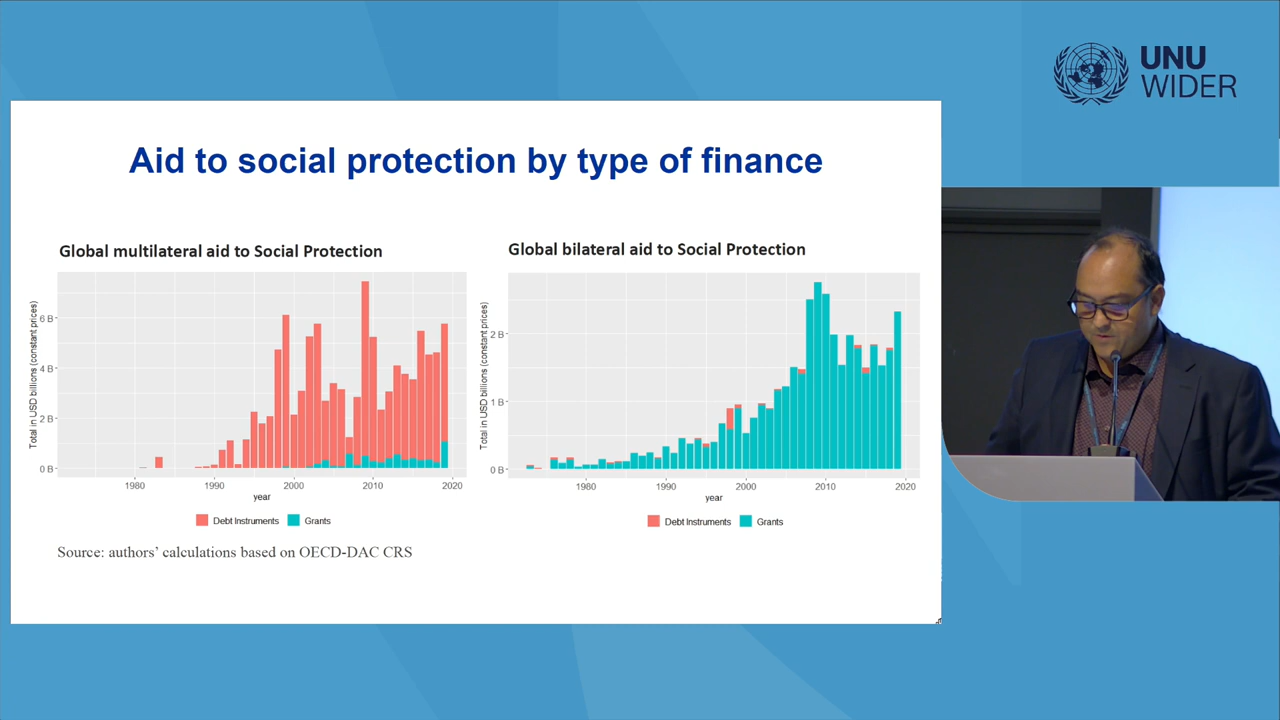 UNU
WIDER
Aid to social protection by type of finance
Global multilateral aid to Social Protection
Total in USD billions (constant prices)
6 B
4 B
2 B
0 B
1980
1990
2000
2010
2020
year
Debt Instruments
Grants
Global bilateral aid to Social Protection
Total in USD billions (constant prices)
2 B
1 B
0 B
1980
1990
2000
2010
2020
year
Debt Instruments
Grants
Source: authors' calculations based on OECD-DAC CRS